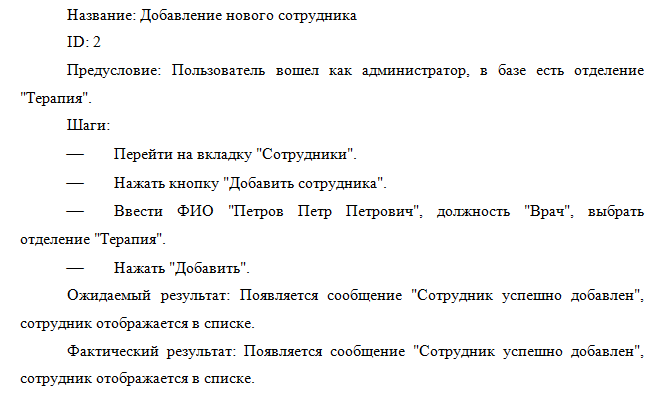 Название: Добавление нового сотрудника
ID: 2
Предусловие: Пользователь вошел как администратор, в базе есть отделение
"Терапия".
Шаги:
— Перейти на вкладку "Сотрудники".
— Нажать кнопку "Добавить сотрудника".
— Ввести ФИО "Петров Петр Петрович", должность "Врач", выбрать
отделение "Терапия".
— Нажать "Добавить".
Ожидаемый результат: Появляется сообщение "Сотрудник успешно добавлен",
сотрудник отображается в списке.
Фактический результат: Появляется сообщение "Сотрудник успешно добавлен",
сотрудник отображается в списке.